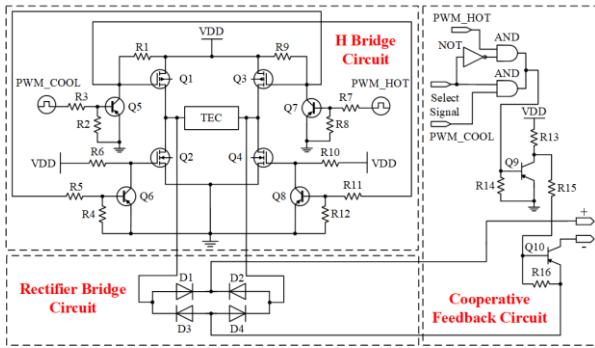 PWM_HOT
AND
NOT
AND
Select
Signal
PWM_COOL
VDD
R13
Q9
R14
R15
+
-
Q10
R16
Cooperative
Feedback Circuit
VDD
R1
R9
H Bridge
Circuit
PWM_COOL
Q1
Q3
PWM_HOT
R3
Q5
Q7
R7
R2
TEC
R8
R6
Q2
Q4
R10
VDD
VDD
R5
Q6
Q8
R11
R4
R12
Rectifier Bridge
Circuit
D1
D2
D3
D4